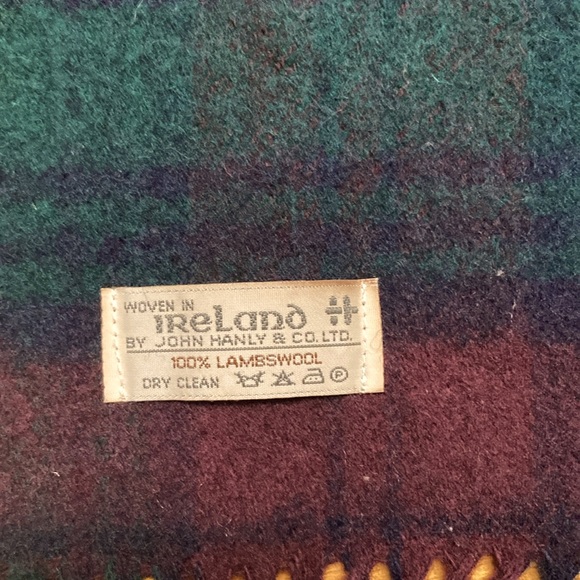 WOVEN IN
IRELAND
BY JOHN HANLY & CO. LTD.
100% LAMBSWOOL
DRY CLEAN P